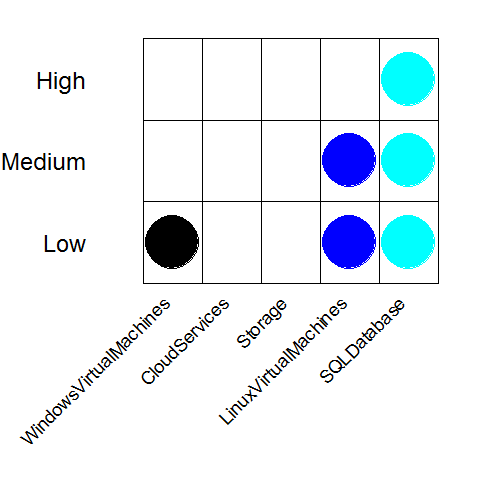 High
Medium
Low
WindowsVirtualMachines
CloudServices
Storage
LinuxVirtualMachines
SQLDatabase